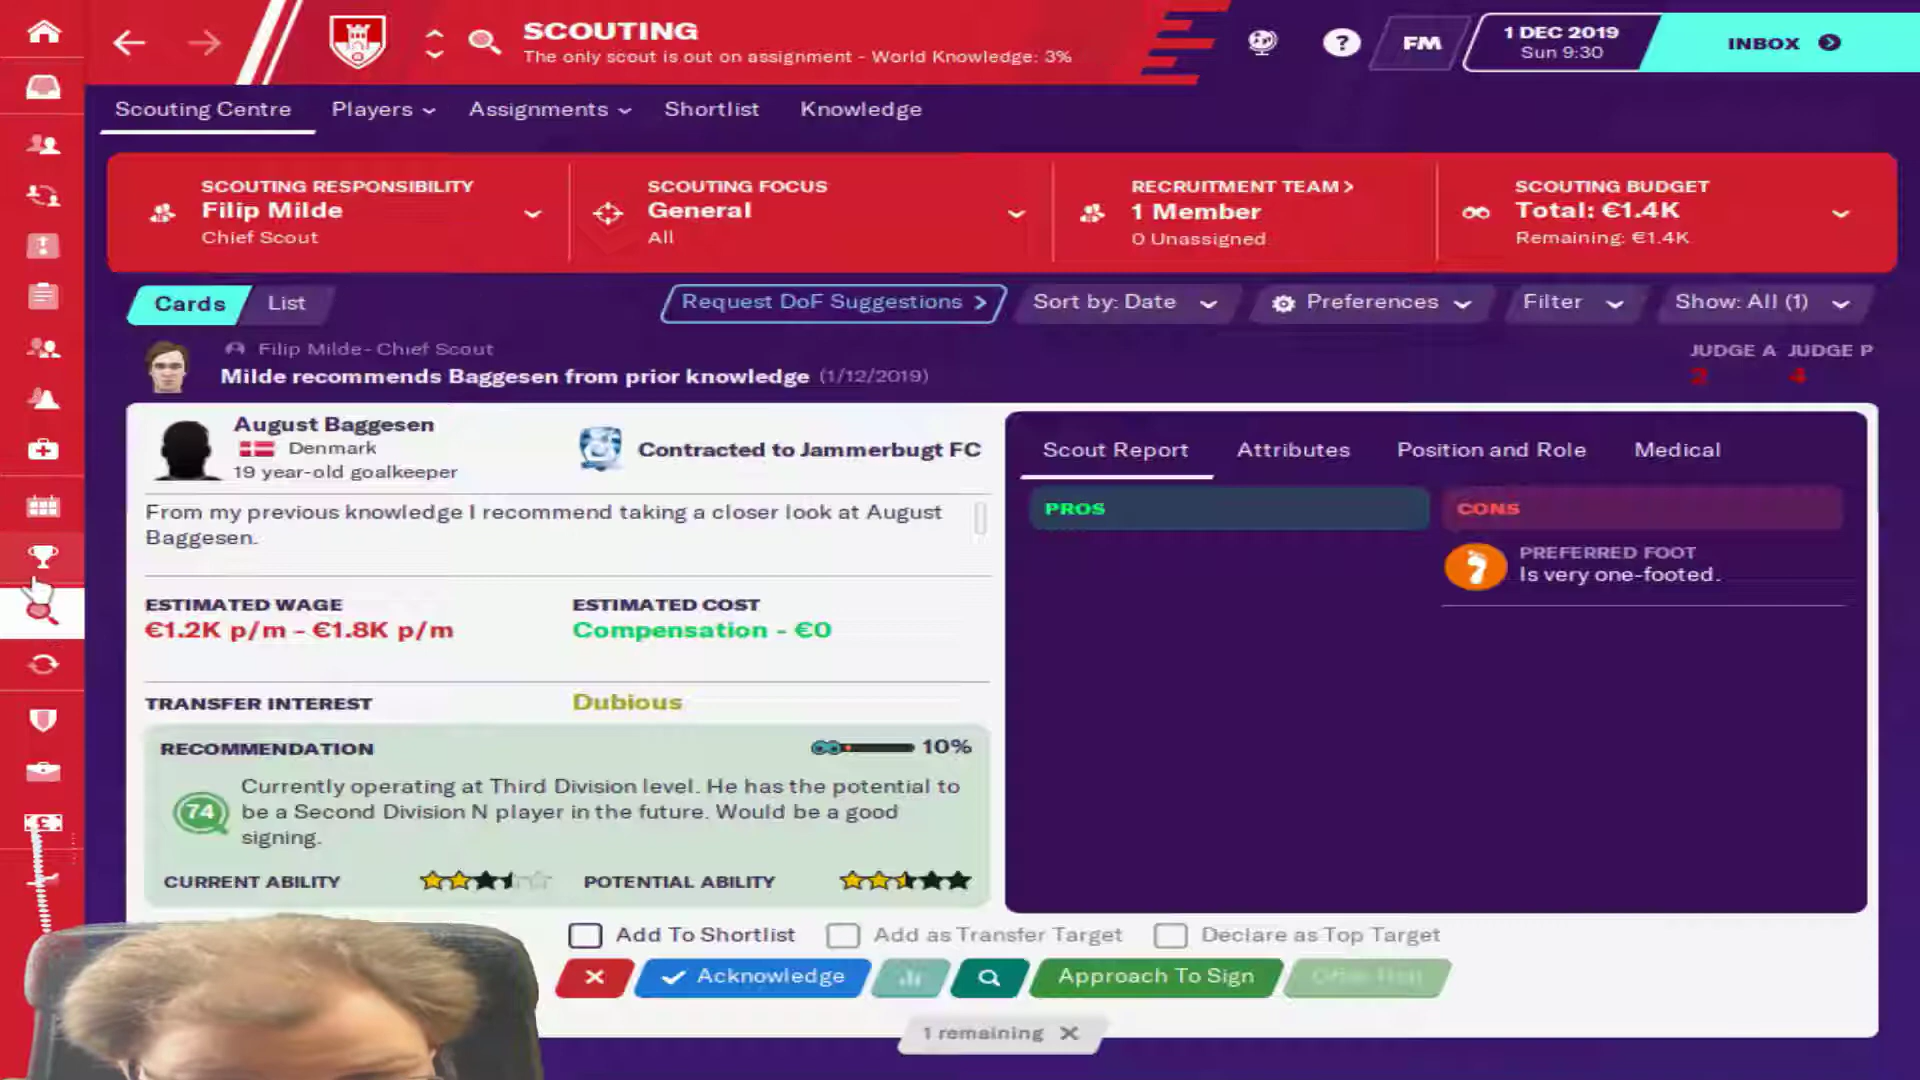 SCOUTING
The only scout is out on assignment - World Knowledge: 3%
FM
1 DEC 2019
Sun 9:30
INBOX
Scouting Centre
Players
Assignments
Shortlist
Knowledge
SCOUTING RESPONSIBILITY
Filip Milde
Chief Scout
SCOUTING FOCUS
General
All
RECRUITMENT TEAM >
1 Member
0 Unassigned
SCOUTING BUDGET
Total: €1.4K
Remaining: €1.4K
Cards
List
Request DoF Suggestions >
Sort by: Date
Preferences
Filter
Show: All (1)
Filip Milde - Chief Scout
Milde recommends Baggesen from prior knowledge (1/12/2019)
JUDGE A JUDGE P
4
August Baggesen
Denmark
19 year-old goalkeeper
Contracted to Jammerbugt FC
From my previous knowledge I recommend taking a closer look at August
Baggesen.
ESTIMATED WAGE
€1.2K p/m - €1.8K p/m
ESTIMATED COST
Compensation - €0
TRANSFER INTEREST
Dubious
RECOMMENDATION
10%
74
Currently operating at Third Division level. He has the potential to
be a Second Division N player in the future. Would be a good
signing.
CURRENT ABILITY
POTENTIAL ABILITY
Scout Report
Attributes
Position and Role
Medical
PROS
CONS
PREFERRED FOOT
Is very one-footed.
Add To Shortlist
Add as Transfer Target
Declare as Top Target
Acknowledge
Approach To Sign
1 remaining